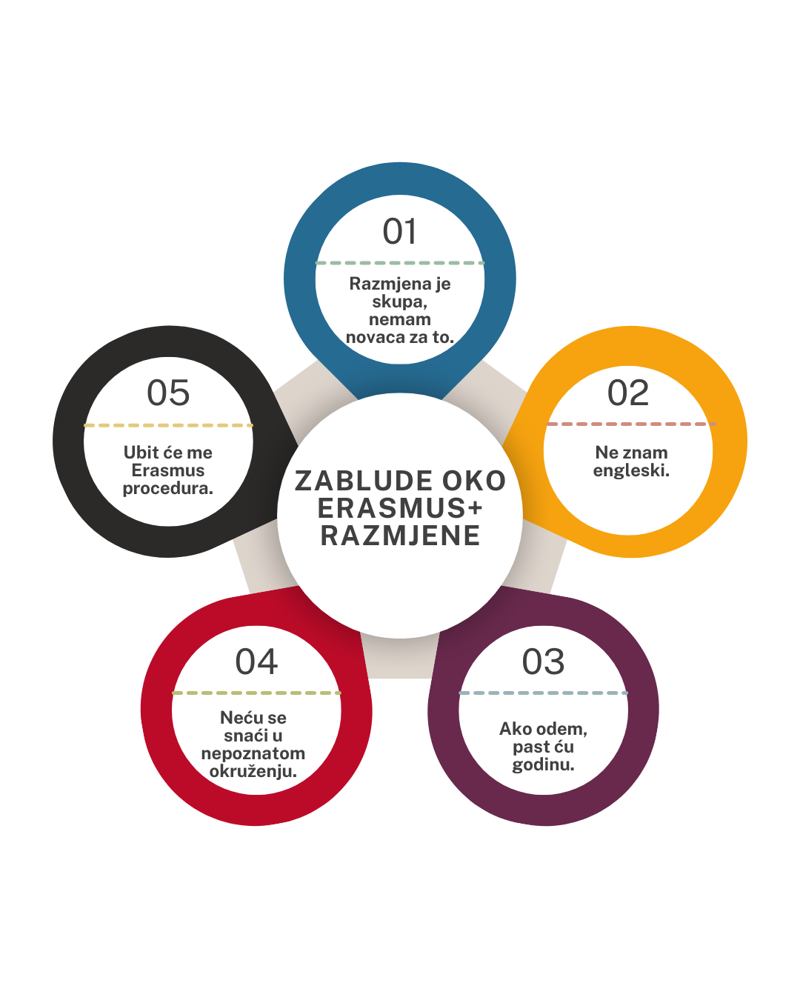 ZABLUDE OKO
ERASMUS+
RAZMJENE
01
Razmjena je
skupa,
nemam
novaca za to.
02
Ne znam
engleski.
03
Ako odem,
past ću
godinu.
04
Neću se
snaći u
nepoznatom
okruženju.
05
Ubit će me
Erasmus
procedura.